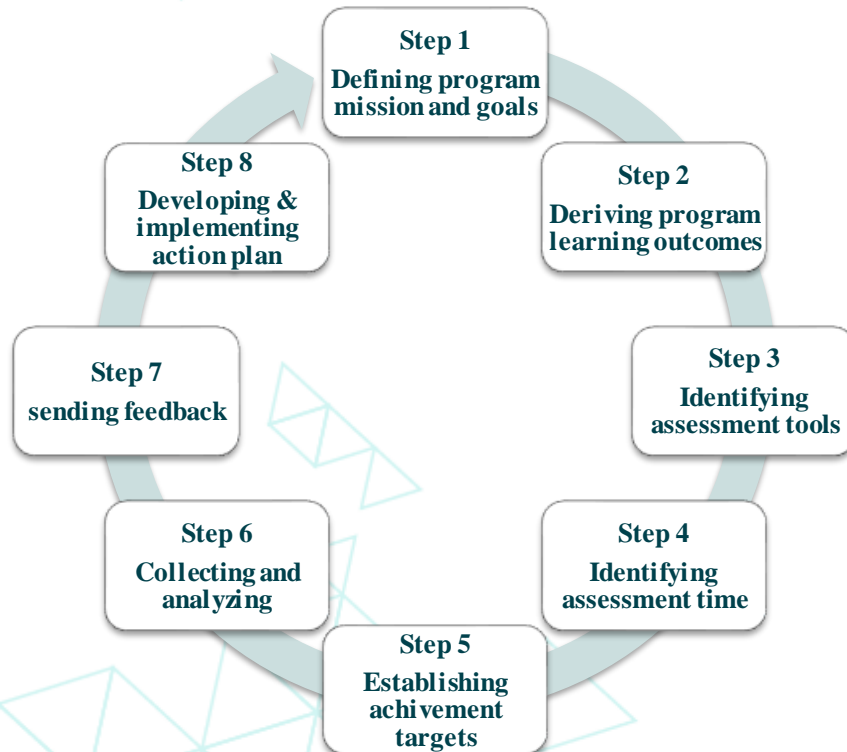 Step 1
Defining program
mission and goals
Step 2
Deriving program
learning outcomes
Step 3
Identifying
assessment tools
Step 4
Identifying
assessment time
Step 5
Establishing
achivement
targets
Step 6
Collecting and
analyzing
Step 7
sending feedback
Step 8
Developing &
implementing
action plan